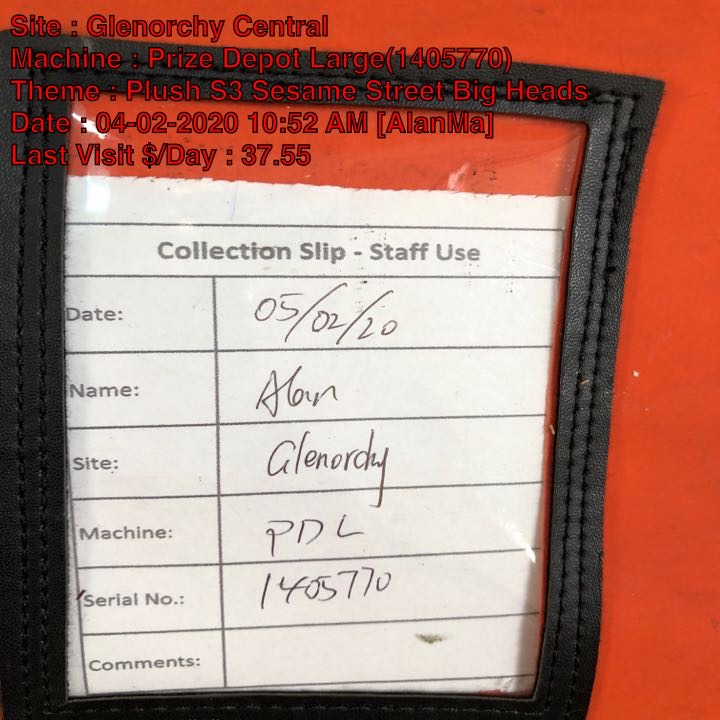 Site : Glenorchy Central
Machine : Prize Depot Large(1405770)
Theme : Plush S3 Sesame Street Big Heads
Date : 04-02-2020 10:52 AM [AlanMa]
Last Visit $/Day : 37.55
Collection Slip - Staff Use
Date: 05/02/20
Name: Alan
Site: Glenorchy
Machine: PDL
Serial No.: 1405770
Comments: